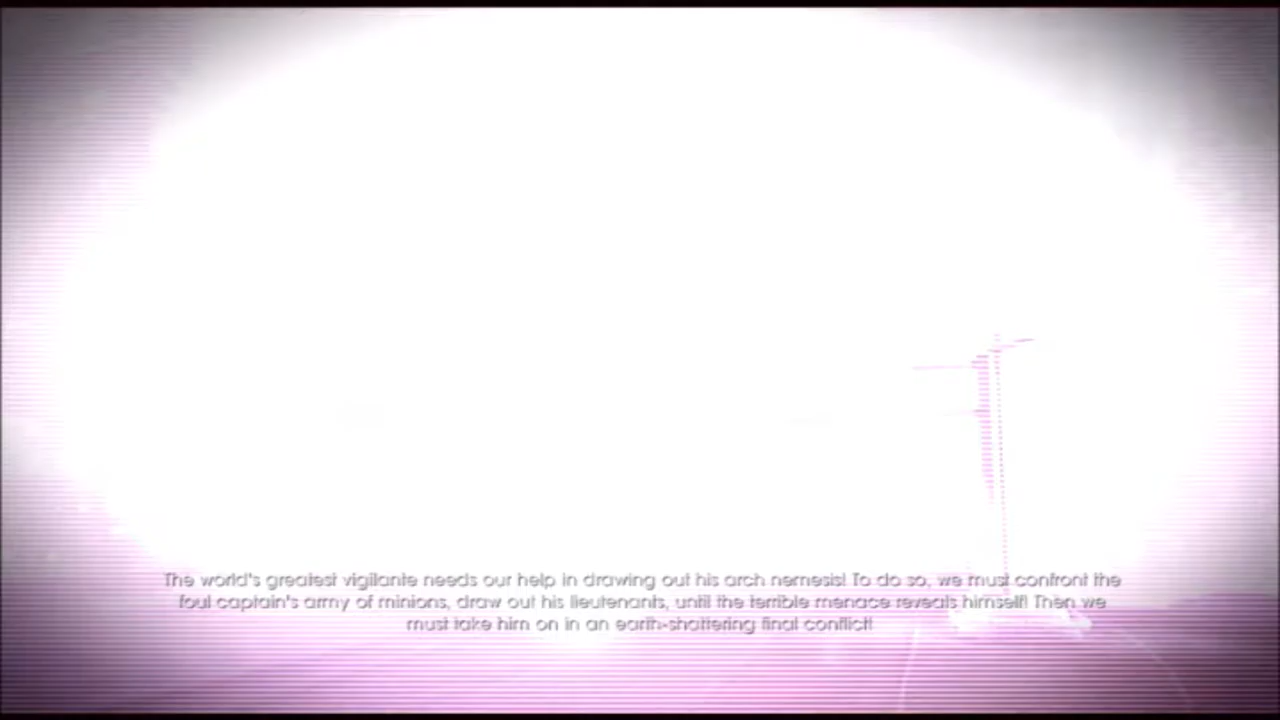 The world's greatest vigilante needs our help in drawing out his arch nemesis! To do so, we must confront the
foul captain's army of minions, draw out his lieutenants, until the terrible menace reveals himself! Then we
must take him on in an earth-shattering final conflict!